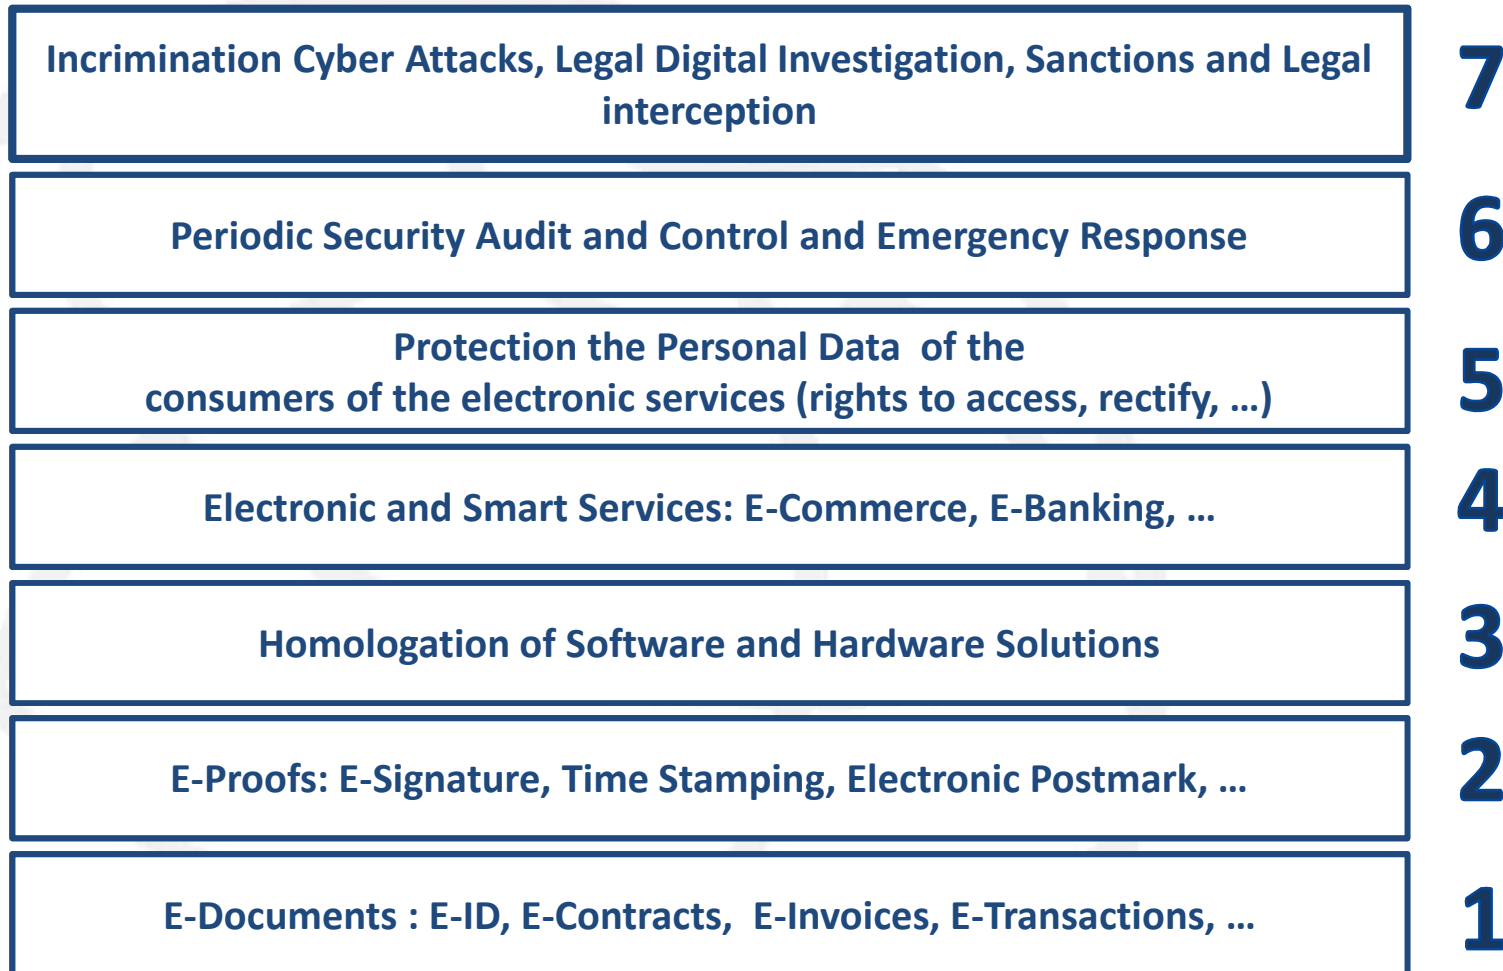 Incrimination Cyber Attacks, Legal Digital Investigation, Sanctions and Legal
interception
7
Periodic Security Audit and Control and Emergency Response
6
Protection the Personal Data of the
consumers of the electronic services (rights to access, rectify, …)
5
Electronic and Smart Services: E-Commerce, E-Banking, …
4
Homologation of Software and Hardware Solutions
3
E-Proofs: E-Signature, Time Stamping, Electronic Postmark, …
2
E-Documents : E-ID, E-Contracts, E-Invoices, E-Transactions, …
1